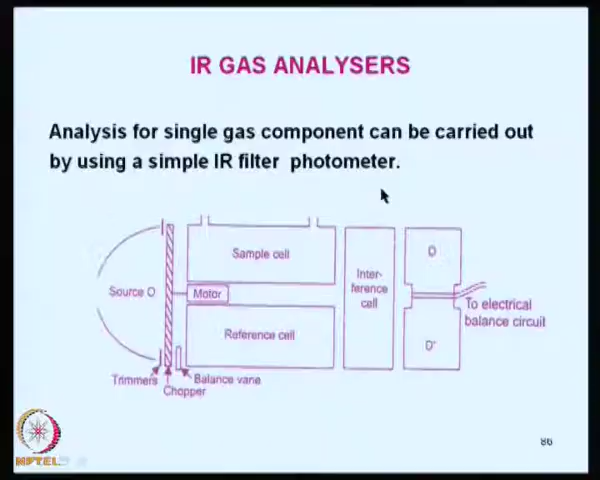 IR GAS ANALYSERS
Analysis for single gas component can be carried out
by using a simple IR filter photometer.
Sample cell
Source O
Motor
Reference cell
Inter-
ference
cell
D
D'
To electrical
balance circuit
Trimmers
Chopper
Balance vane
86
NPTEL